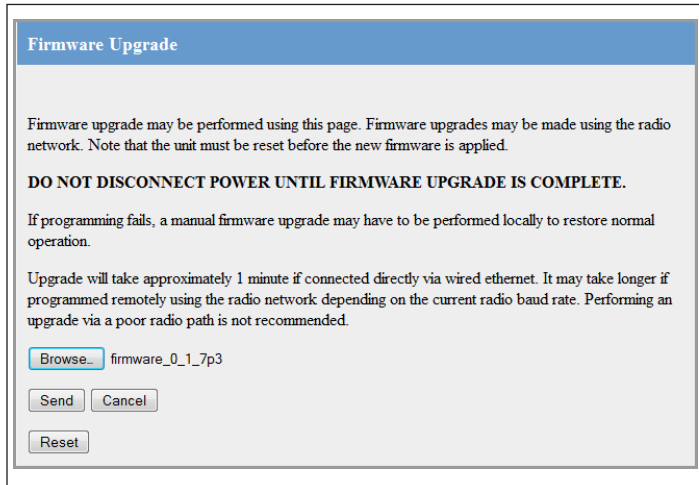 Firmware Upgrade
Firmware upgrade may be performed using this page. Firmware upgrades may be made using the radio
network. Note that the unit must be reset before the new firmware is applied.
DO NOT DISCONNECT POWER UNTIL FIRMWARE UPGRADE IS COMPLETE.
If programming fails, a manual firmware upgrade may have to be performed locally to restore normal
operation.
Upgrade will take approximately 1 minute if connected directly via wired ethernet. It may take longer if
programmed remotely using the radio network depending on the current radio baud rate. Performing an
upgrade via a poor radio path is not recommended.
Browse... firmware_0_1_7p3
Send Cancel
Reset